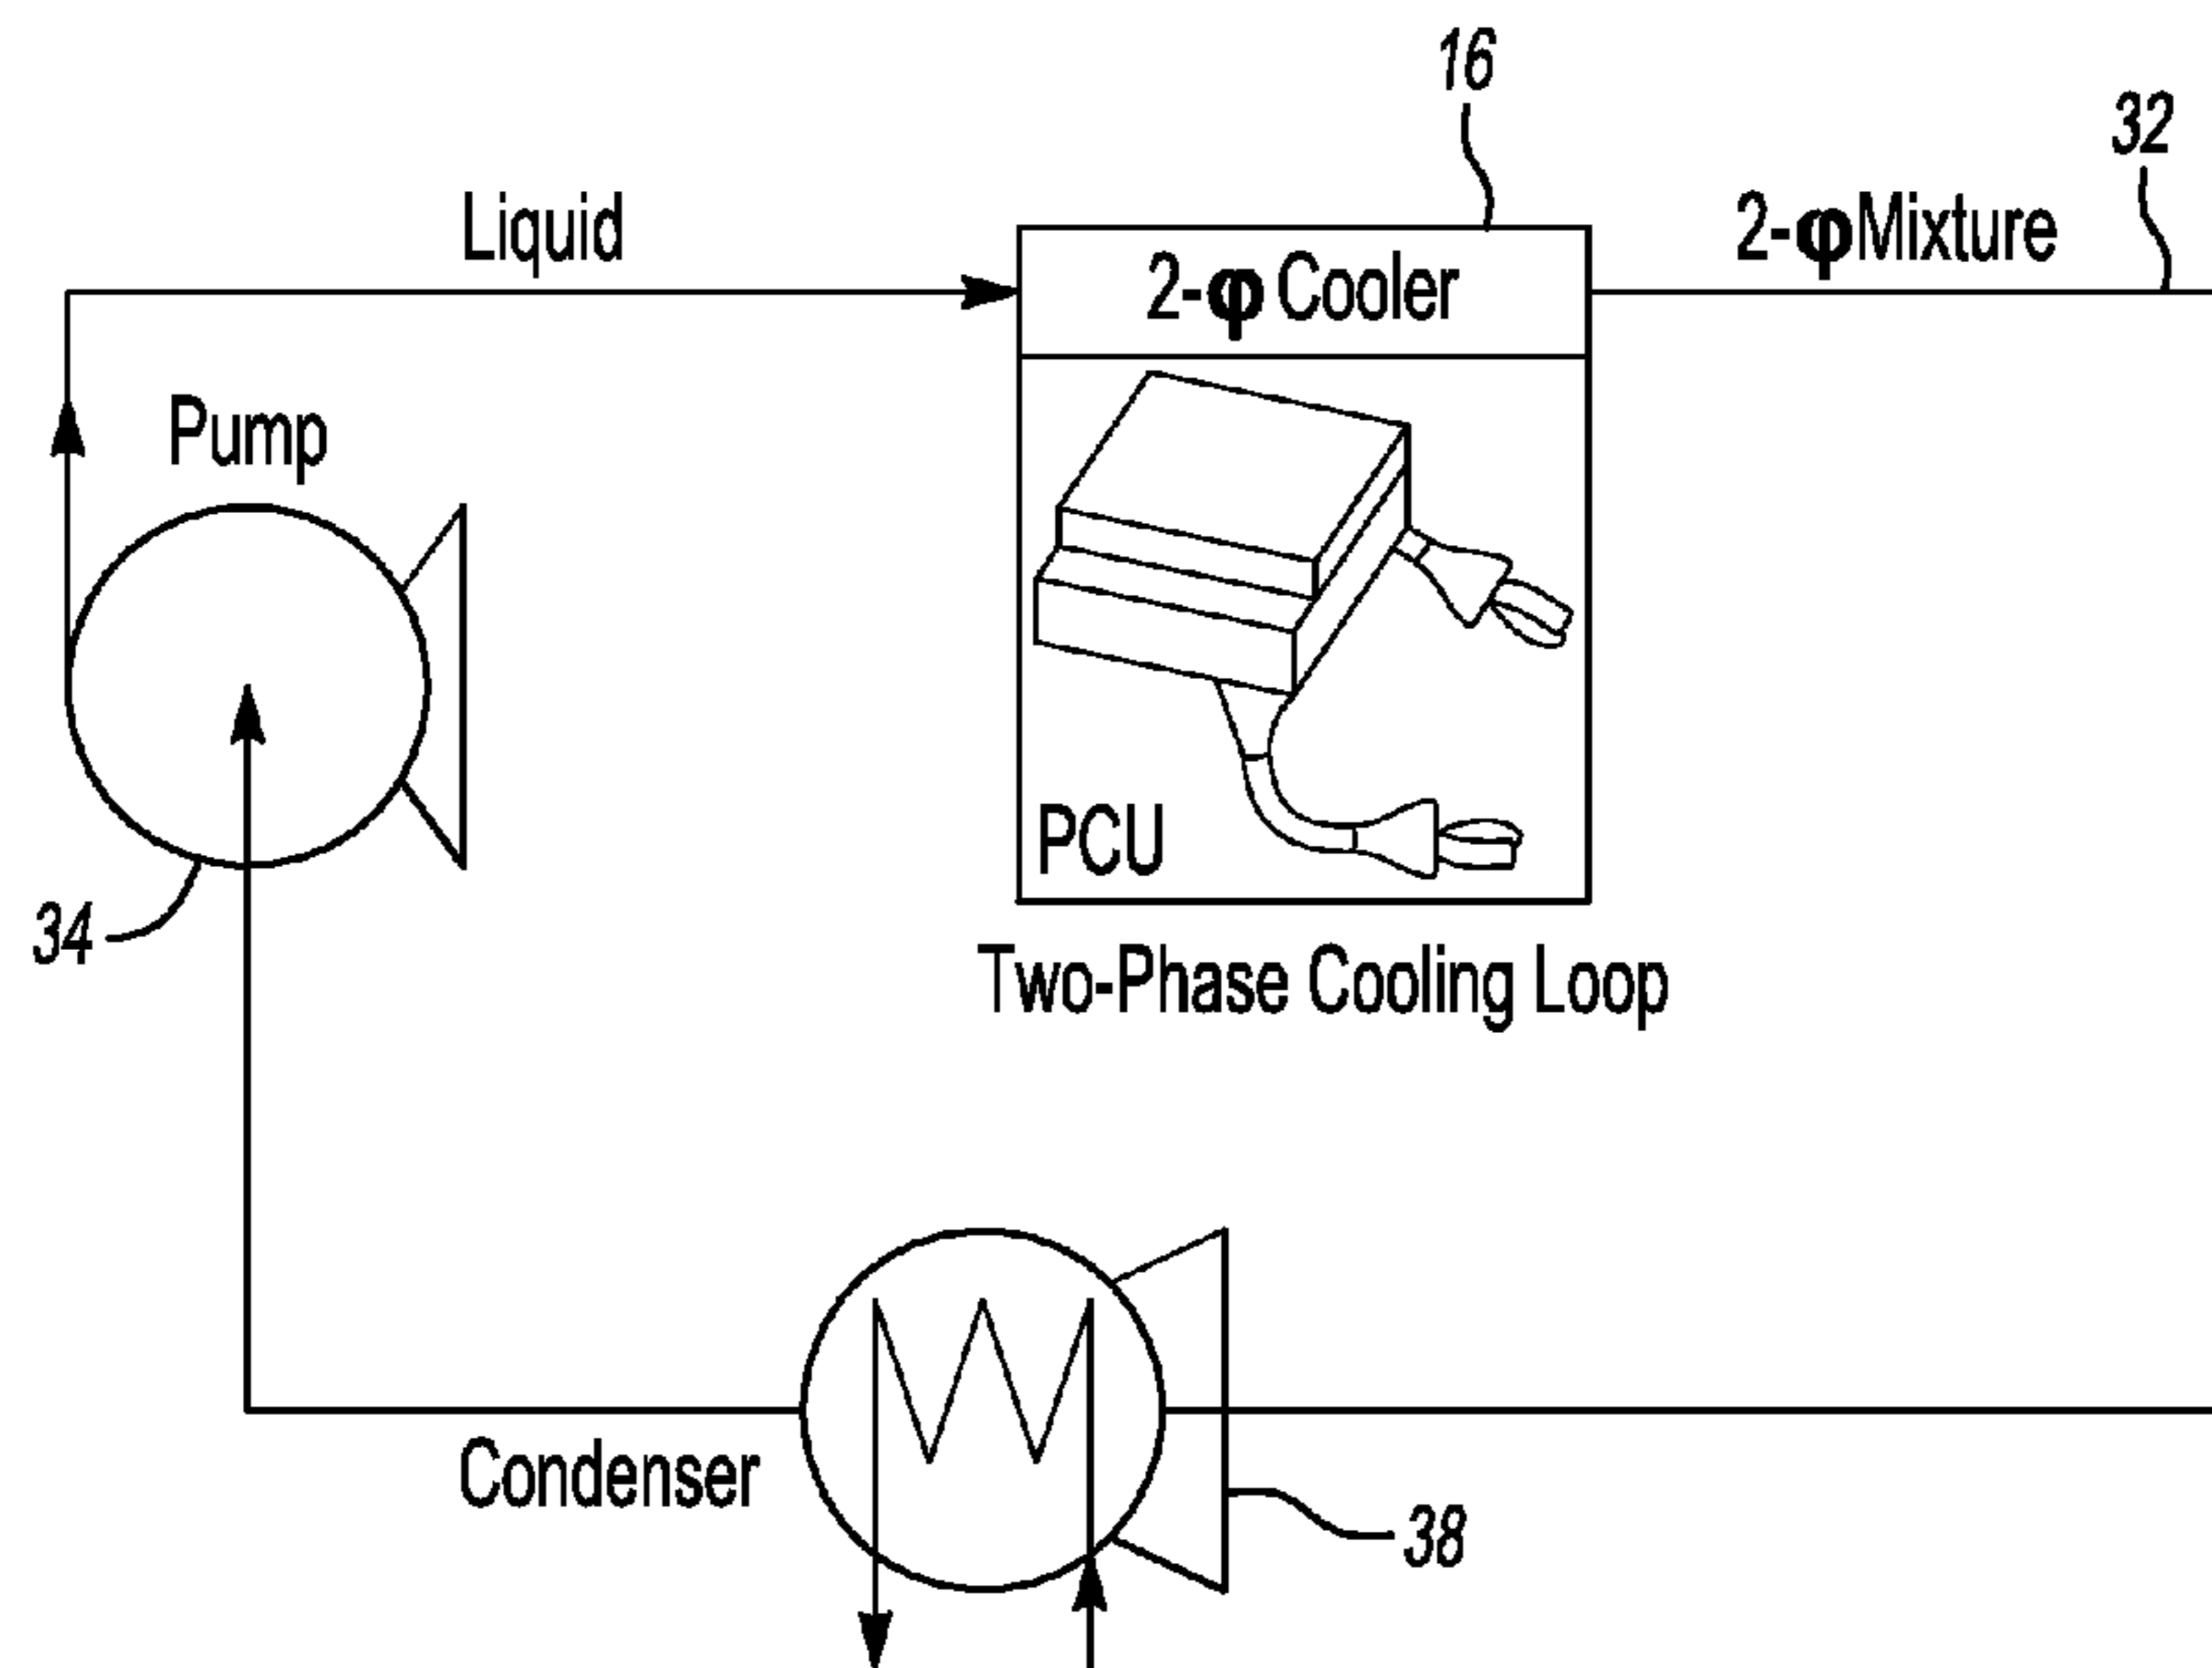 16
32
Liquid
2-φ Cooler
2-φMixture
Pump
PCU
34
Two-Phase Cooling Loop
Condenser
38